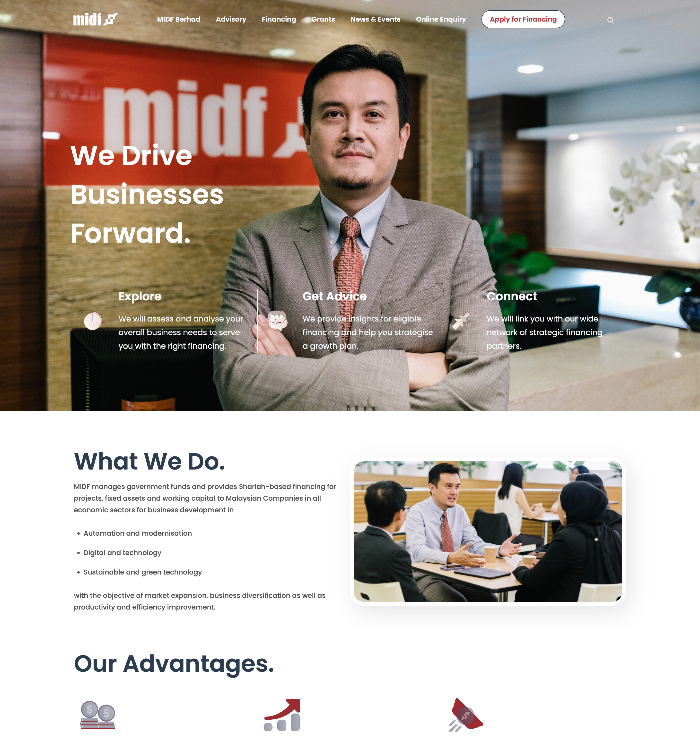 midf
MIDF Berhad Advisory Financing Grants News & Events Online Enquiry Apply for Financing
midf
We Drive
Businesses
Forward.
Explore
We will assess and analyse your
overall business needs to serve
you with the right financing.
Get Advice
We provide insights for eligible
financing and help you strategise
a growth plan.
Connect
We will link you with our wide
network of strategic financing
partners.
What We Do.
MIDF manages government funds and provides Shariah-based financing for
projects, fixed assets and working capital to Malaysian Companies in all
economic sectors for business development in
• Automation and modernisation
• Digital and technology
• Sustainable and green technology
with the objective of market expansion, business diversification as well as
productivity and efficiency improvement.
Our Advantages.
$ $
$